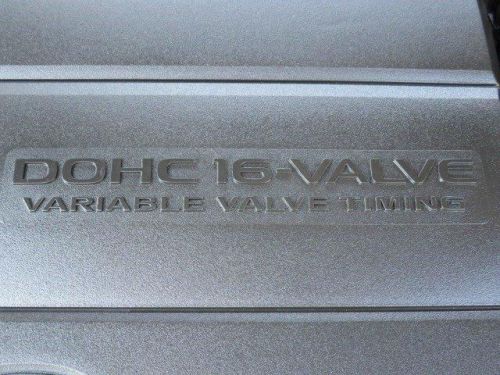 DOHC 16-VALVE
VARIABLE VALVE TIMING